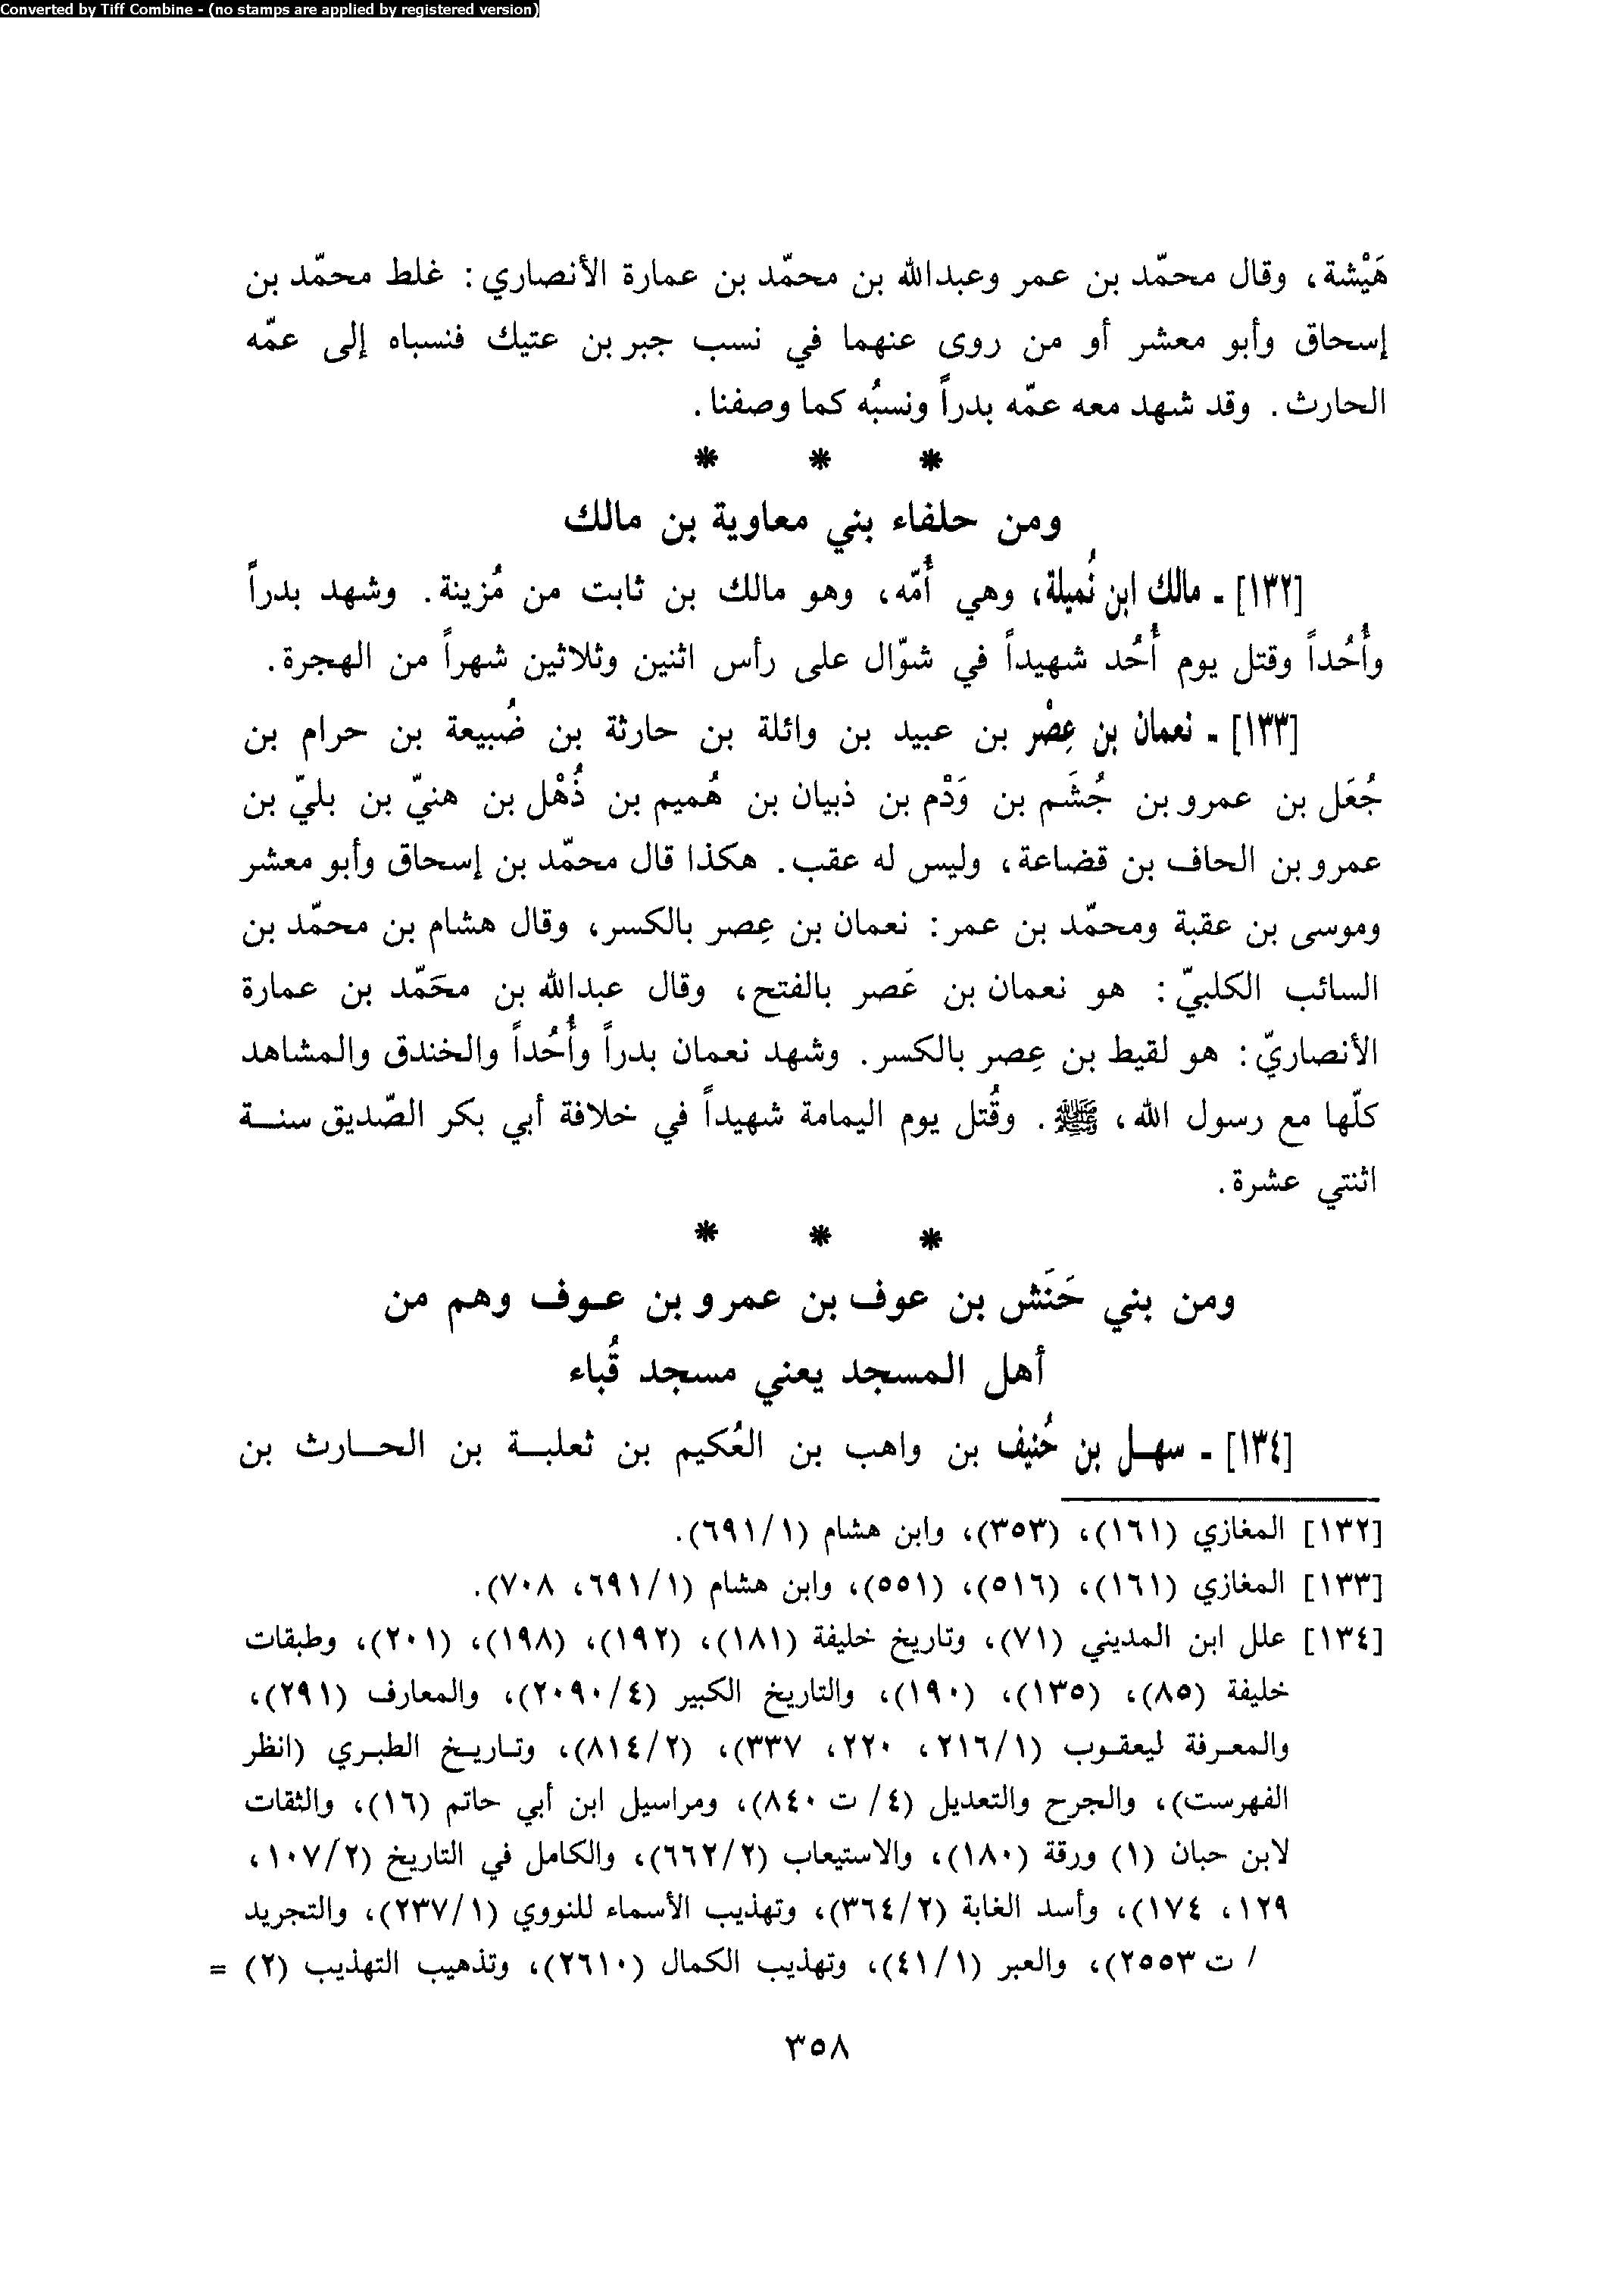 Converted by Tiff Combine - (no stamps are applied by registered version)
هَيْشة، وقال محمّد بن عمر وعبدالله بن محمّد بن عمارة الأنصاري: غلط محمّد بن
إسحاق وأبو معشر أو من روى عنهما في نسب جبر بن عتيك فنسباه إلى عمّه
الحارث. وقد شهد معه عمّه بدراً ونسبُه كما وصفنا.
* * *
ومن حلفاء بني معاوية بن مالك
[١٣٢] - مالك ابن نُميلة، وهي أُمّه، وهو مالك بن ثابت من مُزينة. وشهد بدراً
وأُحُداً وقتل يوم أُحُد شهيداً في شوّال على رأس اثنين وثلاثين شهراً من الهجرة.
[١٣٣] - نعمان بن عِصْر بن عبيد بن وائلة بن حارثة بن ضُبيعة بن حرام بن
جُعَل بن عمرو بن جُشَم بن وَدْم بن ذبيان بن هُميم بن ذُهْل بن هنيّ بن بليّ بن
عمرو بن الحاف بن قضاعة، وليس له عقب. هكذا قال محمّد بن إسحاق وأبو معشر
وموسى بن عقبة ومحمّد بن عمر: نعمان بن عِصر بالكسر، وقال هشام بن محمّد بن
السائب الكلبيّ: هو نعمان بن عَصر بالفتح، وقال عبدالله بن محَمّد بن عمارة
الأنصاريّ: هو لقيط بن عِصر بالكسر. وشهد نعمان بدراً وأُحُداً والخندق والمشاهد
كلّها مع رسول الله، ﷺ. وقُتل يوم اليمامة شهيداً في خلافة أبي بكر الصّديق سنـة
اثنتي عشرة.
* * *
ومن بني حَنَش بن عوف بن عمرو بن عـوف وهم من
أهل المسجد يعني مسجد قُباء
[١٣٤] - سهـل بن حُنيف بن واهب بن العُكيم بن ثعلبـة بن الحـارث بن
[١٣٢] المغازي (١٦١)، (٣٥٣)، وابن هشام (١/ ٦٩١).
[١٣٣] المغازي (١٦١)، (٥١٦)، (٥٥١)، وابن هشام (١/ ٦٩١، ٧٠٨).
[١٣٤] علل ابن المديني (٧١)، وتاريخ خليفة (١٨١)، (١٩٢)، (١٩٨)، (٢٠١)، وطبقات
خليفة (٨٥)، (١٣٥)، (١٩٠)، والتاريخ الكبير (٤/ ٢٠٩٠)، والمعارف (٢٩١)،
والمعـرفة ليعقـوب (١/ ٢١٦، ٢٢٠، ٣٣٧)، (٢/ ٨١٤)، وتـاريـخ الطبـري (انظر
الفهرست)، والجرح والتعديل (٤/ ت ٨٤٠)، ومراسيل ابن أبي حاتم (١٦)، والثقات
لابن حبان (١) ورقة (١٨٠)، والاستيعاب (٢/ ٦٦٢)، والكامل في التاريخ (٢/ ١٠٧،
١٢٩، ١٧٤)، وأسد الغابة (٢/ ٣٦٤)، وتهذيب الأسماء للنووي (١/ ٢٣٧)، والتجريد
/ ت ٢٥٥٣)، والعبر (١/ ٤١)، وتهذيب الكمال (٢٦١٠)، وتذهيب التهذيب (٢) =
٣٥٨